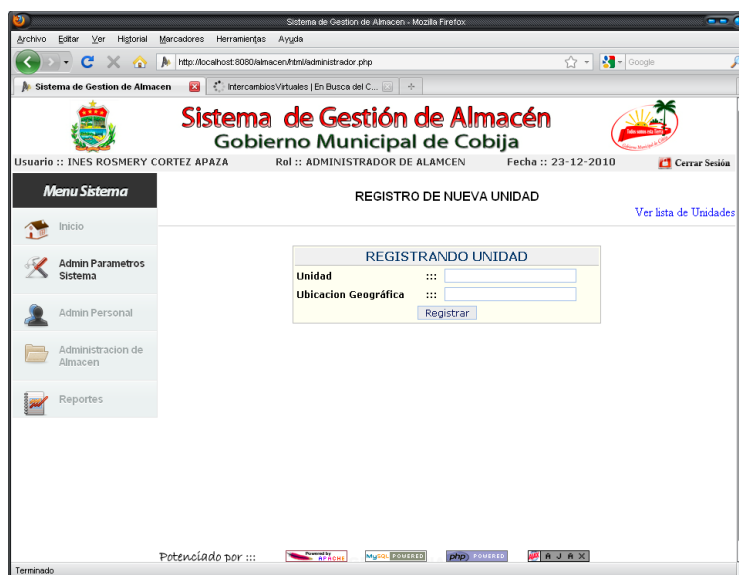 Sistema de Gestion de Almacen - Mozilla Firefox
Archivo Editar Ver Historial Marcadores Herramientas Ayuda
http://localhost:8080/almacen/html/administrador.php
Google
Sistema de Gestion de Almacen
IntercambiosVirtuales | En Busca del C...
Sistema de Gestión de Almacén
Gobierno Municipal de Cobija
Usuario :: INES ROSMERY CORTEZ APAZA Rol :: ADMINISTRADOR DE ALAMCEN Fecha :: 23-12-2010 Cerrar Sesión
Menu Sistema
REGISTRO DE NUEVA UNIDAD
Ver lista de Unidades
Inicio
Admin Parametros
Sistema
Admin Personal
Administracion de
Almacen
Reportes
REGISTRANDO UNIDAD
Unidad :::
Ubicacion Geográfica :::
Registrar
Potenciado por ::: Powered by APACHE MySQL POWERED php POWERED AJAX
Terminado